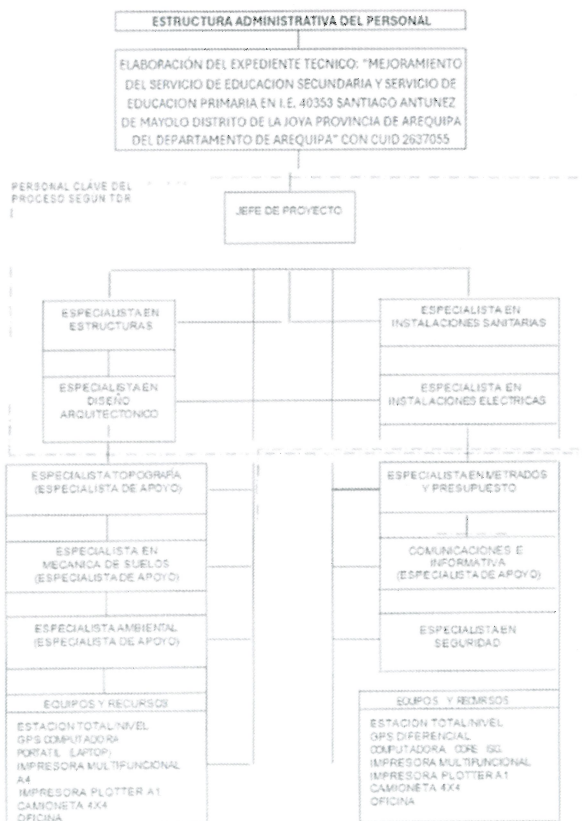 ESTRUCTURA ADMINISTRATIVA DEL PERSONAL
ELABORACIÓN DEL EXPEDIENTE TECNICO: "MEJORAMIENTO
DEL SERVICIO DE EDUCACION SECUNDARIA Y SERVICIO DE
EDUCACION PRIMARIA EN I.E. 40353 SANTIAGO ANTUNEZ
DE MAYOLO DISTRITO DE LA JOYA PROVINCIA DE AREQUIPA
DEL DEPARTAMENTO DE AREQUIPA" CON CUID 2637055
PERSONAL CLAVE DEL
PROCESO SEGUN TDR
JEFE DE PROYECTO
ESPECIALISTA EN
ESTRUCTURAS
ESPECIALISTA EN
DISEÑO
ARQUITECTONICO
ESPECIALISTA EN
INSTALACIONES SANITARIAS
ESPECIALISTA EN
INSTALACIONES ELECTRICAS
ESPECIALISTA TOPOGRAFIA
(ESPECIALISTA DE APOYO)
ESPECIALISTA EN
MECANICA DE SUELOS
(ESPECIALISTA DE APOYO)
ESPECIALISTA AMBIENTAL
(ESPECIALISTA DE APOYO)
EQUIPOS Y RECURSOS
ESTACION TOTAL/NIVEL
GPS COMPUTADORA
PORTATIL (LAPTOP)
IMPRESORA MULTIFUNCIONAL
A4
IMPRESORA PLOTTER A1
CAMIONETA 4X4
OFICINA
ESPECIALISTA EN METRADOS
Y PRESUPUESTO
COMUNICACIONES E
INFORMATIVA
(ESPECIALISTA DE APOYO)
ESPECIALISTA EN
SEGURIDAD
EQUIPOS Y RECURSOS
ESTACION TOTAL/NIVEL
GPS DIFERENCIAL
COMPUTADORA CORE
IMPRESORA MULTIFUNCIONAL
IMPRESORA PLOTTER A1
CAMIONETA 4X4
OFICINA